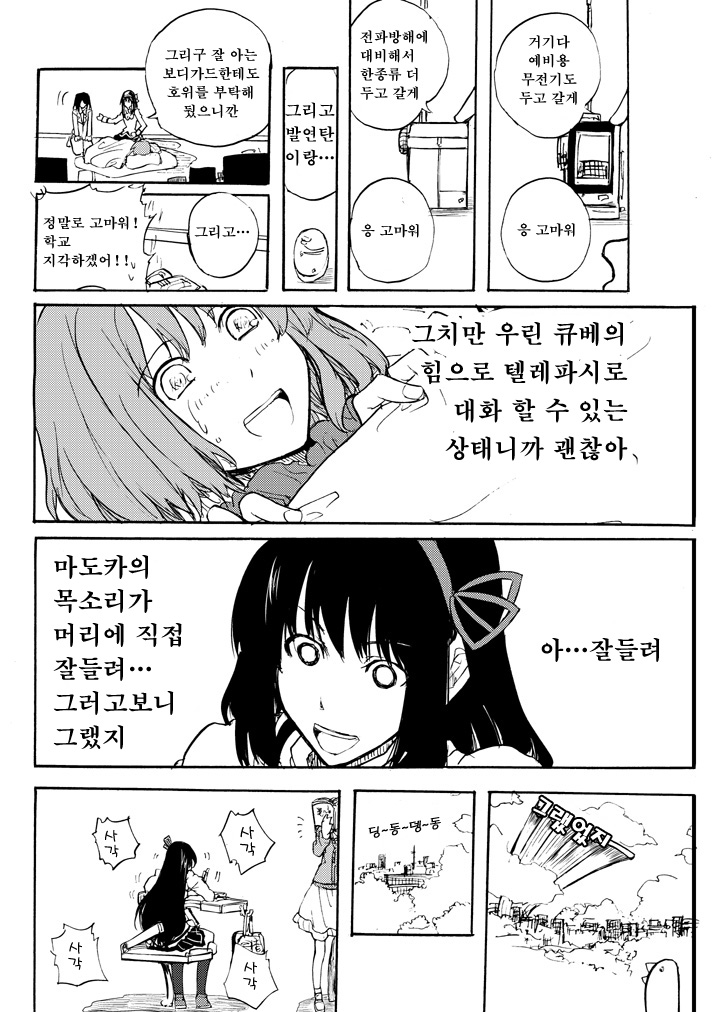 거기다
예비용
무전기도
두고 갈게
응 고마워
전파방해에
대비해서
한종류 더
두고 갈게
응 고마워
그리고
발연탄
이랑…
그리구 잘 아는
보디가드한테도
호위를 부탁해
뒀으니깐
그리고…
정말로 고마워!
학교
지각하겠어!!
그치만 우린 큐베의
힘으로 텔레파시로
대화 할 수 있는
상태니까 괜찮아
아…잘들려
마도카의
목소리가
머리에 직접
잘들려…
그러고보니
그랬지
그랬었지
딩~동~뎅~동
사각
사각
사각
사각